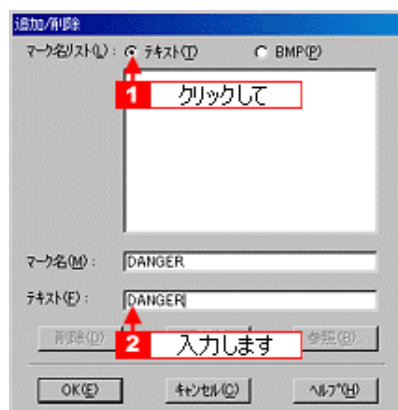 追加/削除
マーク名リスト(L): テキスト(T) BMP(P)
1 クリックして
マーク名(M): DANGER
テキスト(E): DANGER
削除(D) 参照(B)...
2 入力します
OK(E) キャンセル(C) ヘルプ(H)